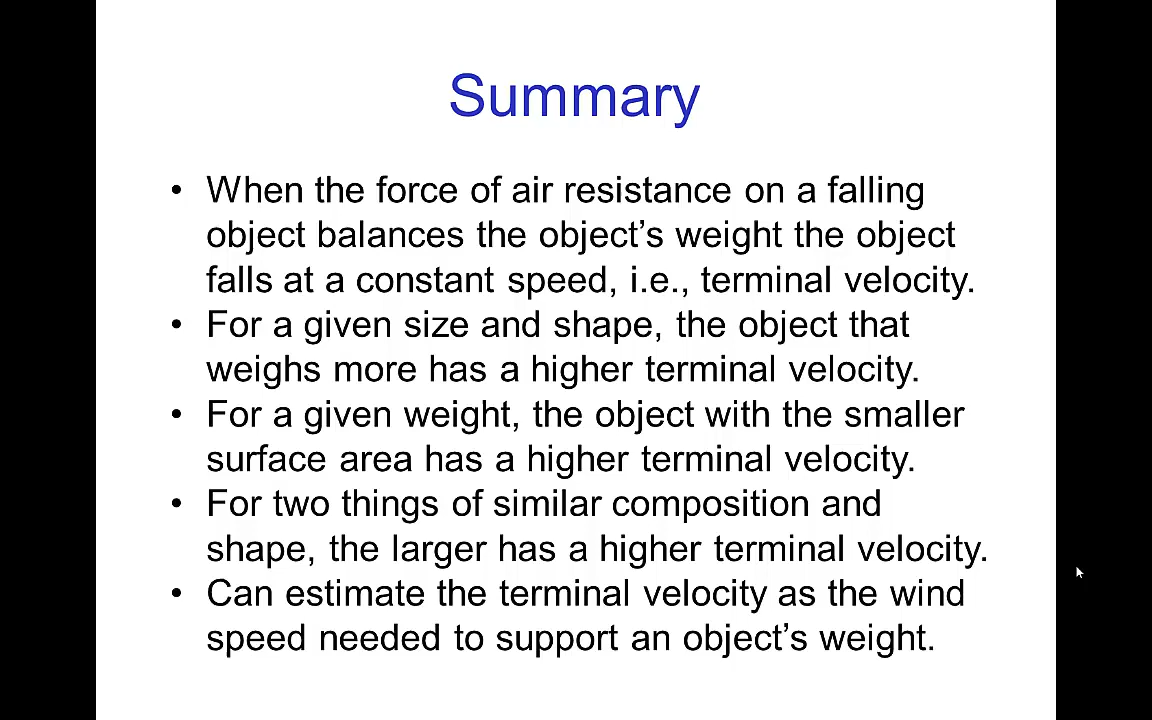 Summary
• When the force of air resistance on a falling
object balances the object’s weight the object
falls at a constant speed, i.e., terminal velocity.
• For a given size and shape, the object that
weighs more has a higher terminal velocity.
• For a given weight, the object with the smaller
surface area has a higher terminal velocity.
• For two things of similar composition and
shape, the larger has a higher terminal velocity.
• Can estimate the terminal velocity as the wind
speed needed to support an object’s weight.